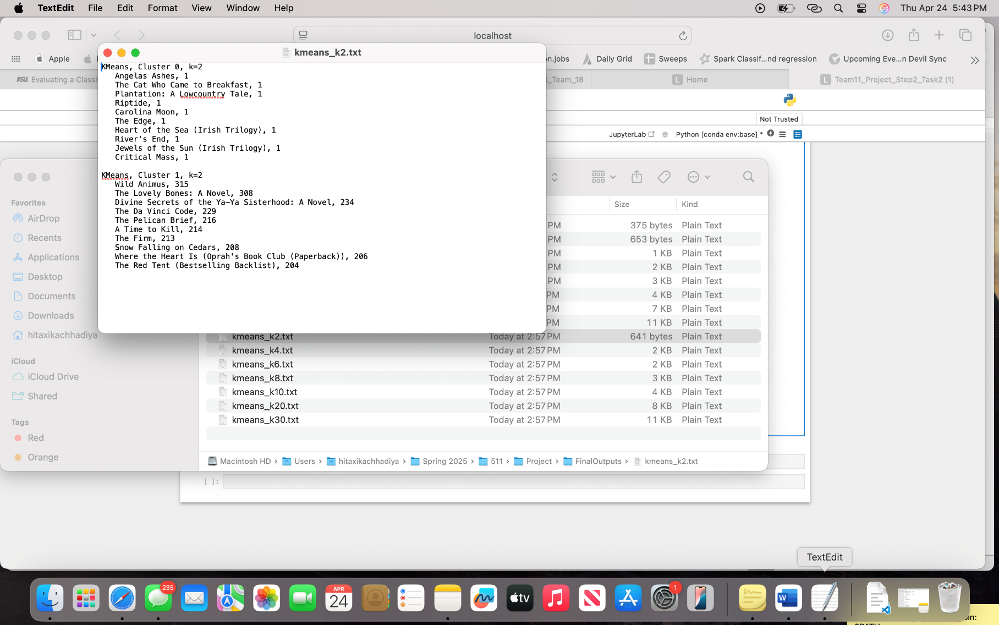 TextEdit File Edit Format View Window Help Thu Apr 24 5:43 PM
localhost
Apple n.jobs Daily Grid Sweeps Spark Classif...nd regression Upcoming Eve...n Devil Sync
ASU Evaluating a Classi _Team_18 L Home L Team11_Project_Step2_Task2 (1)
Not Trusted
JupyterLab Python [conda env:base] *
kmeans_k2.txt
KMeans, Cluster 0, k=2
Angelas Ashes, 1
The Cat Who Came to Breakfast, 1
Plantation: A Lowcountry Tale, 1
Riptide, 1
Carolina Moon, 1
The Edge, 1
Heart of the Sea (Irish Trilogy), 1
River's End, 1
Jewels of the Sun (Irish Trilogy), 1
Critical Mass, 1
KMeans, Cluster 1, k=2
Wild Animus, 315
The Lovely Bones: A Novel, 308
Divine Secrets of the Ya-Ya Sisterhood: A Novel, 234
The Da Vinci Code, 229
The Pelican Brief, 216
A Time to Kill, 214
The Firm, 213
Snow Falling on Cedars, 208
Where the Heart Is (Oprah's Book Club (Paperback)), 206
The Red Tent (Bestselling Backlist), 204
Favorites
AirDrop
Recents
Applications
Desktop
Documents
Downloads
hitaxikachhadiya
iCloud
iCloud Drive
Shared
Tags
Red
Orange
Size Kind
PM 375 bytes Plain Text
PM 653 bytes Plain Text
PM 1 KB Plain Text
PM 2 KB Plain Text
PM 3 KB Plain Text
PM 4 KB Plain Text
PM 7 KB Plain Text
PM 11 KB Plain Text
kmeans_k2.txt Today at 2:57 PM 641 bytes Plain Text
kmeans_k4.txt Today at 2:57 PM 2 KB Plain Text
kmeans_k6.txt Today at 2:57 PM 2 KB Plain Text
kmeans_k8.txt Today at 2:57 PM 3 KB Plain Text
kmeans_k10.txt Today at 2:57 PM 4 KB Plain Text
kmeans_k20.txt Today at 2:57 PM 8 KB Plain Text
kmeans_k30.txt Today at 2:57 PM 11 KB Plain Text
Macintosh HD › Users › hitaxikachhadiya › Spring 2025 › 511 › Project › FinalOutputs › kmeans_k2.txt
[ ]:
TextEdit
235
APR
24
tv
1
W
in: